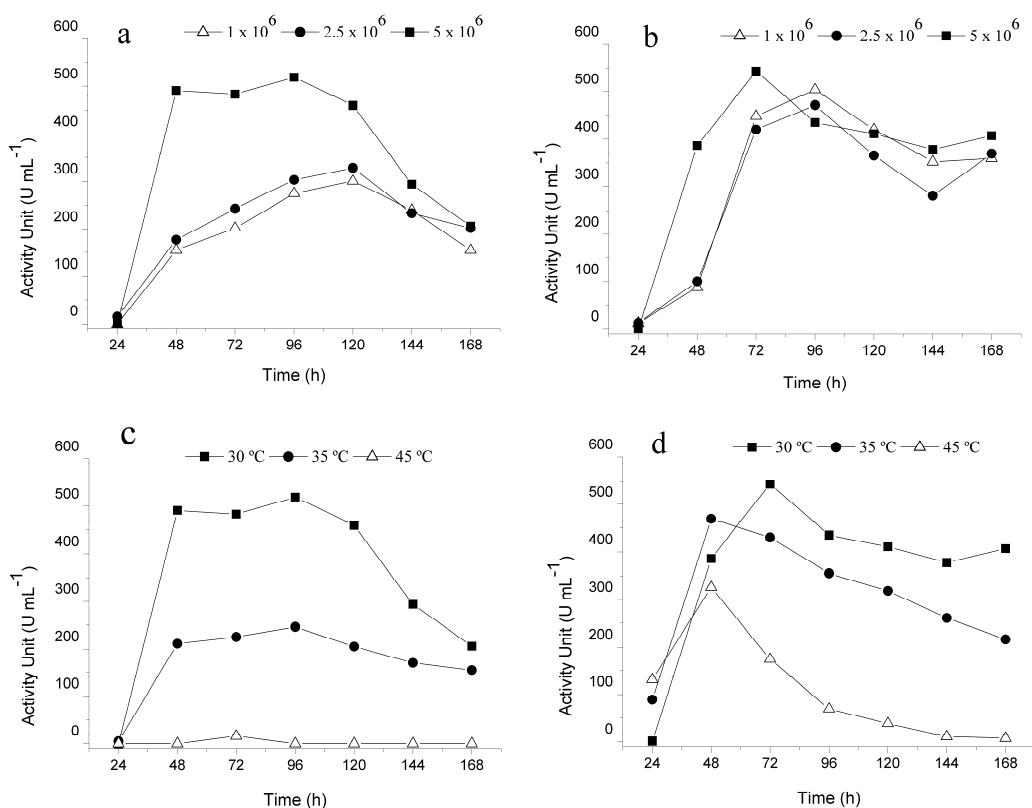 a
1 x 10^6 2.5 x 10^6 5 x 10^6
600
500
400
300
200
100
0
Activity Unit (U mL^-1)
24 48 72 96 120 144 168
Time (h)
b
1 x 10^6 2.5 x 10^6 5 x 10^6
600
500
400
300
200
100
0
Activity Unit (U mL^-1)
24 48 72 96 120 144 168
Time (h)
c
30 ºC 35 ºC 45 ºC
600
500
400
300
200
100
0
Activity Unit (U mL^-1)
24 48 72 96 120 144 168
Time (h)
d
30 ºC 35 ºC 45 ºC
600
500
400
300
200
100
0
Activity Unit (U mL^-1)
24 48 72 96 120 144 168
Time (h)